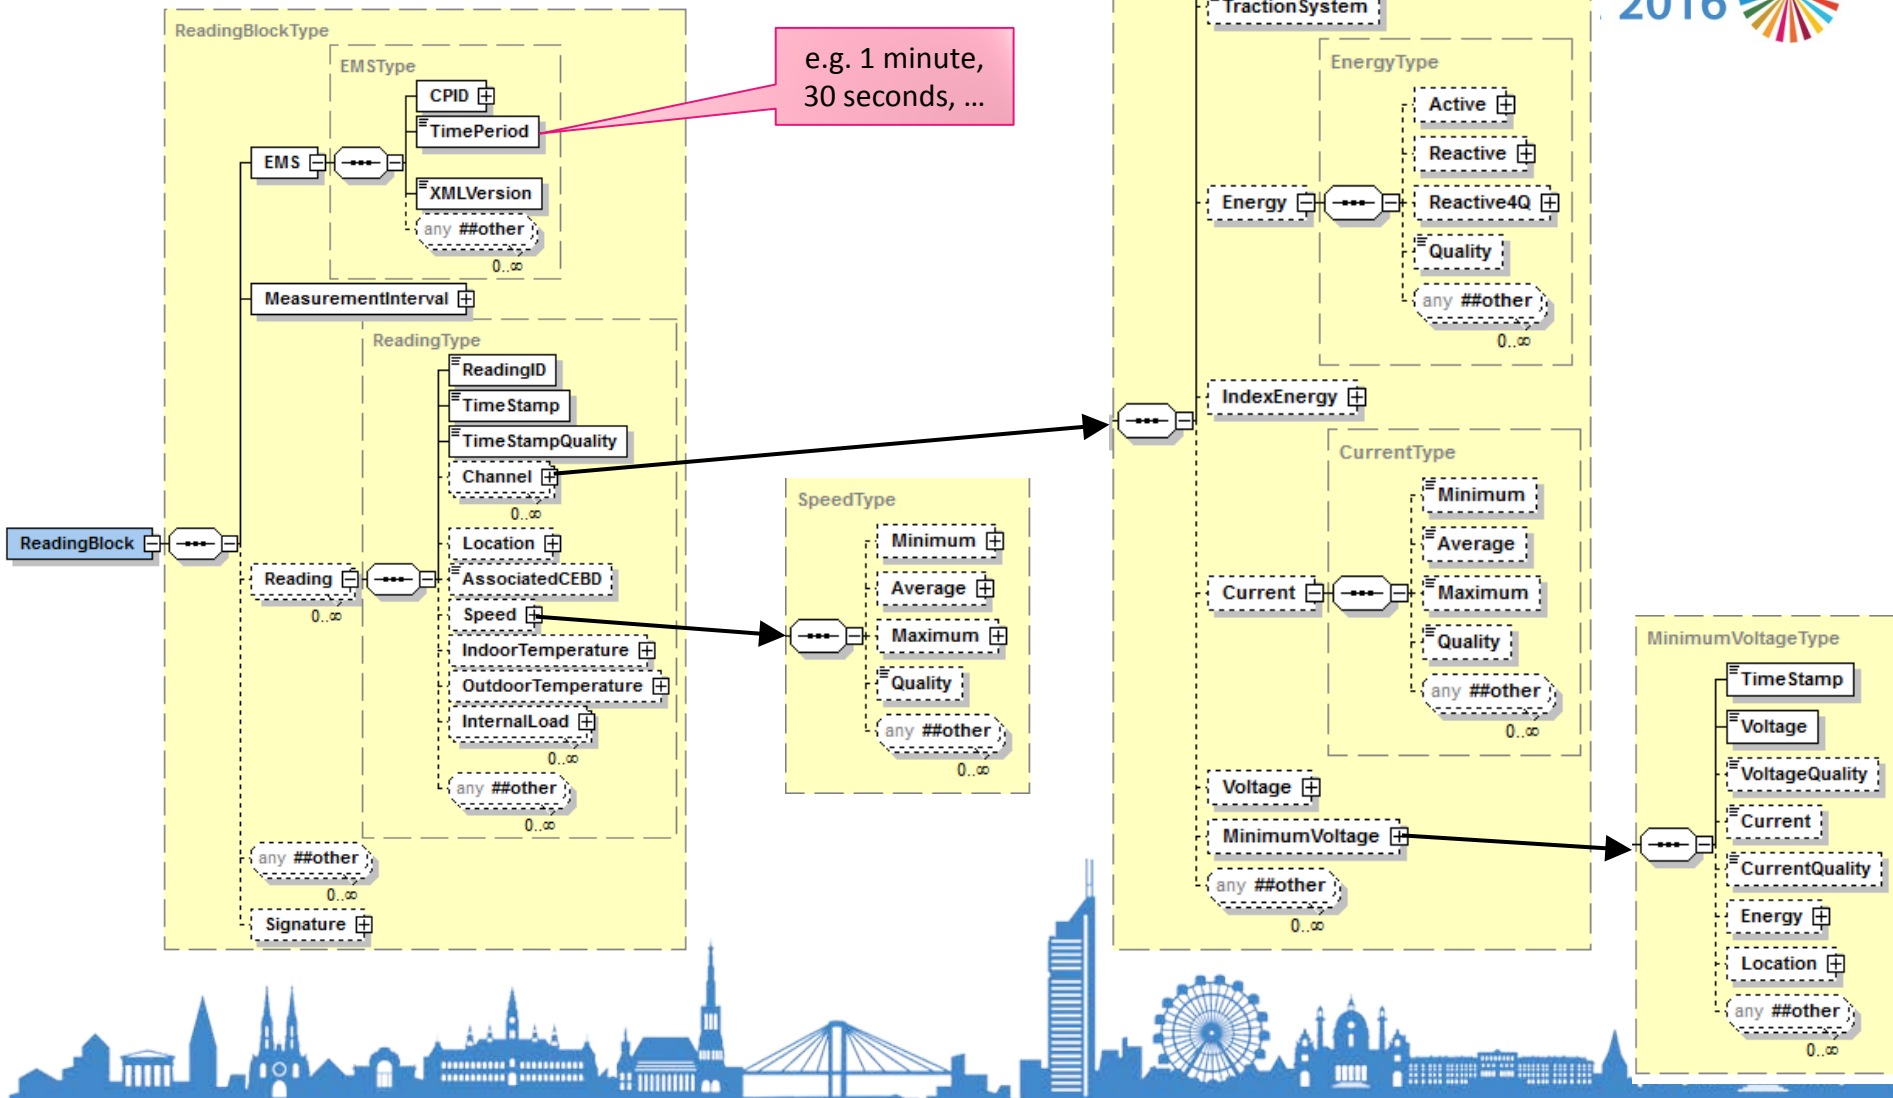 2016
ReadingBlockType
EMSType
CPID
TimePeriod
e.g. 1 minute,
30 seconds, ...
EMS
XMLVersion
any ##other
0..∞
MeasurementInterval
ReadingType
ReadingID
TimeStamp
TimeStampQuality
Channel
0..∞
Location
ReadingBlock
Reading
0..∞
AssociatedCEBD
Speed
IndoorTemperature
OutdoorTemperature
InternalLoad
0..∞
any ##other
0..∞
any ##other
0..∞
Signature
SpeedType
Minimum
Average
Maximum
Quality
any ##other
0..∞
TractionSystem
EnergyType
Active
Reactive
Energy
Reactive4Q
Quality
any ##other
0..∞
IndexEnergy
CurrentType
Minimum
Average
Current
Maximum
Quality
any ##other
0..∞
Voltage
MinimumVoltage
any ##other
0..∞
MinimumVoltageType
TimeStamp
Voltage
VoltageQuality
Current
CurrentQuality
Energy
Location
any ##other
0..∞